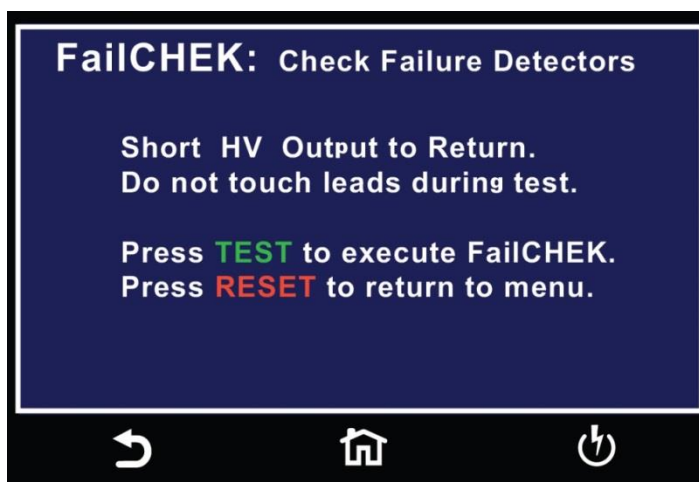 FailCHEK: Check Failure Detectors
Short HV Output to Return.
Do not touch leads during test.
Press TEST to execute FailCHEK.
Press RESET to return to menu.